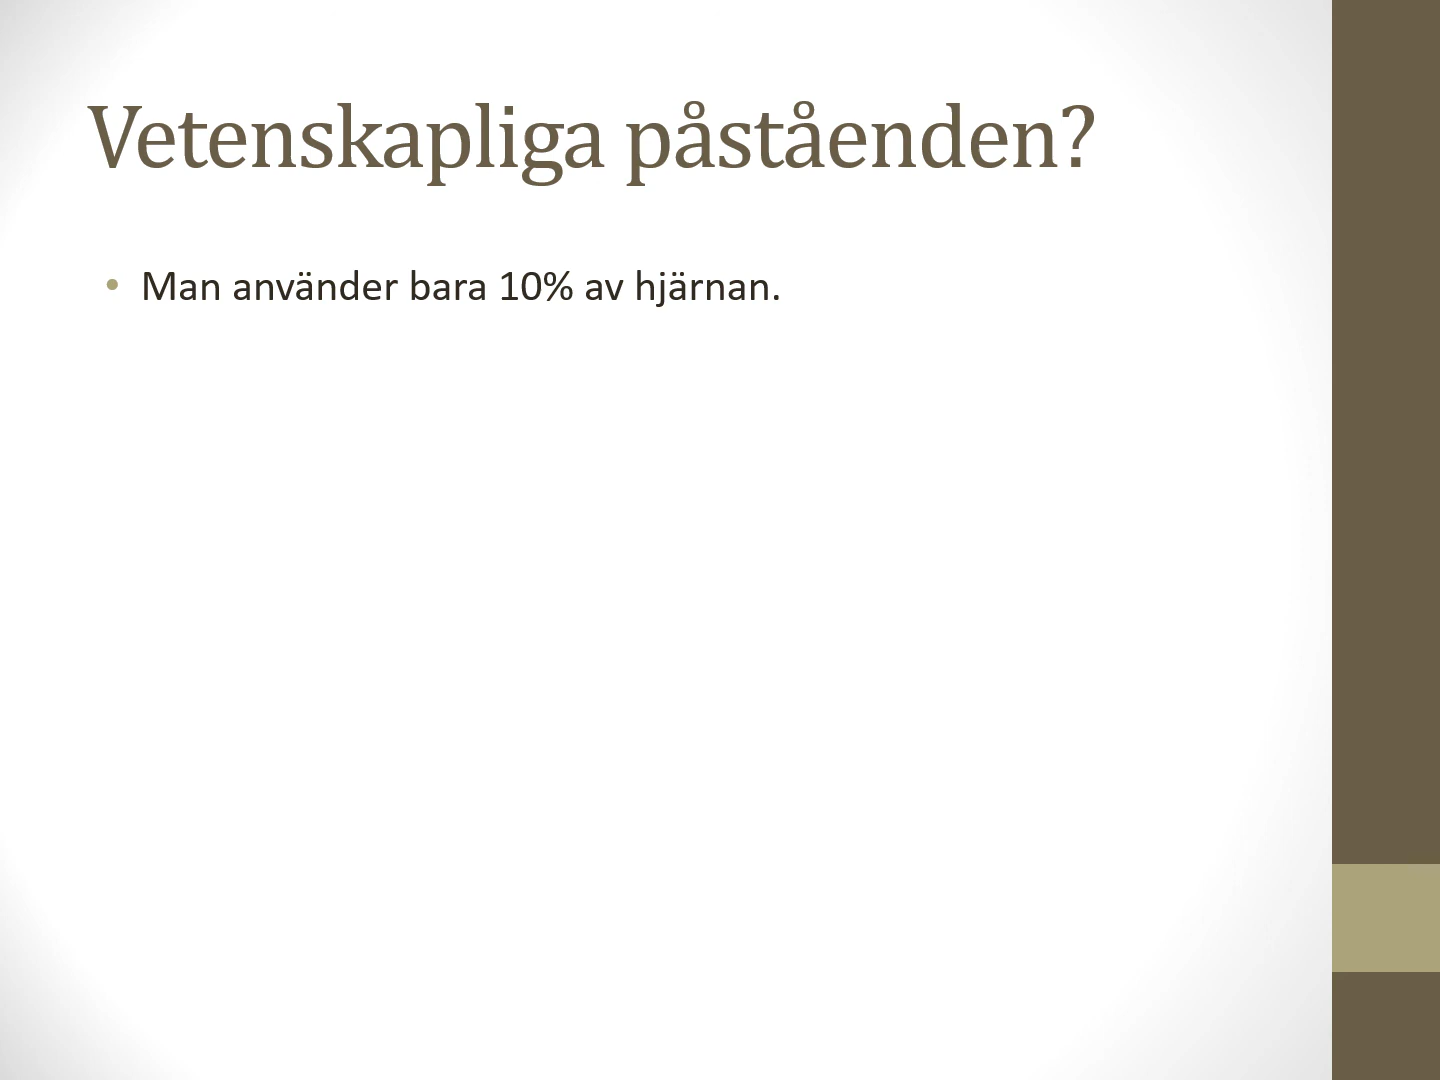 Vetenskapliga påståenden?
• Man använder bara 10% av hjärnan.